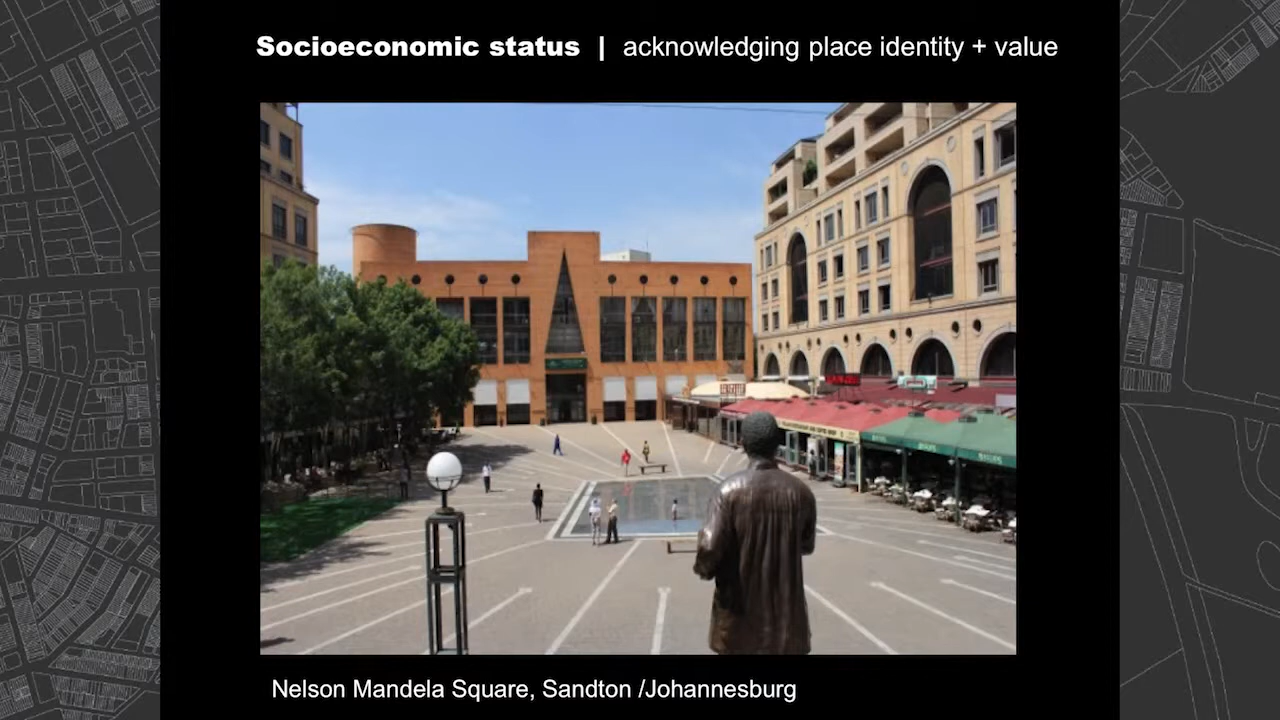 Socioeconomic status | acknowledging place identity + value
Nelson Mandela Square, Sandton /Johannesburg